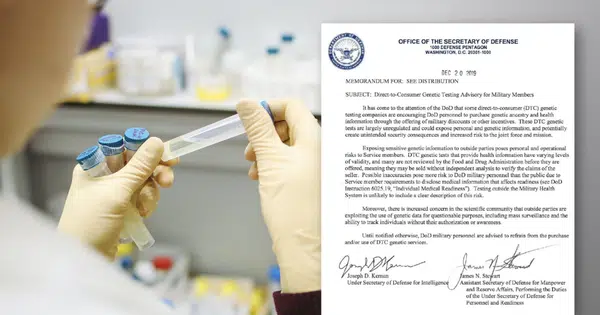 OFFICE OF THE SECRETARY OF DEFENSE
1000 DEFENSE PENTAGON
WASHINGTON, D.C. 20301-1000
DEC 20 2019
MEMORANDUM FOR: SEE DISTRIBUTION
SUBJECT: Direct-to-Consumer Genetic Testing Advisory for Military Members
It has come to the attention of the DoD that some direct-to-consumer (DTC) genetic
testing companies are encouraging DoD personnel to purchase genetic ancestry and health
information through the offering of military discounts or other incentives. These DTC genetic
tests are largely unregulated and could expose personal and genetic information, and potentially
create unintended security consequences and increased risk to the joint force and mission.
Exposing sensitive genetic information to outside parties poses personal and operational
risks to Service members. DTC genetic tests that provide health information have varying levels
of validity, and many are not reviewed by the Food and Drug Administration before they are
offered, meaning they may be sold without independent analysis to verify the claims of the
seller. Possible inaccuracies pose more risk to DoD military personnel than the public due to
Service member requirements to disclose medical information that affects readiness (see DoD
Instruction 6025.19, "Individual Medical Readiness"). Testing outside the Military Health
System is unlikely to include a clear description of this risk.
Moreover, there is increased concern in the scientific community that outside parties are
exploiting the use of genetic data for questionable purposes, including mass surveillance and the
ability to track individuals without their authorization or awareness.
Until notified otherwise, DoD military personnel are advised to refrain from the purchase
and/or use of DTC genetic services.
Joseph D. Kernan
James N. Stewart
Under Secretary of Defense for Intelligence
Assistant Secretary of Defense for Manpower
and Reserve Affairs, Performing the Duties
of the Under Secretary of Defense for
Personnel and Readiness